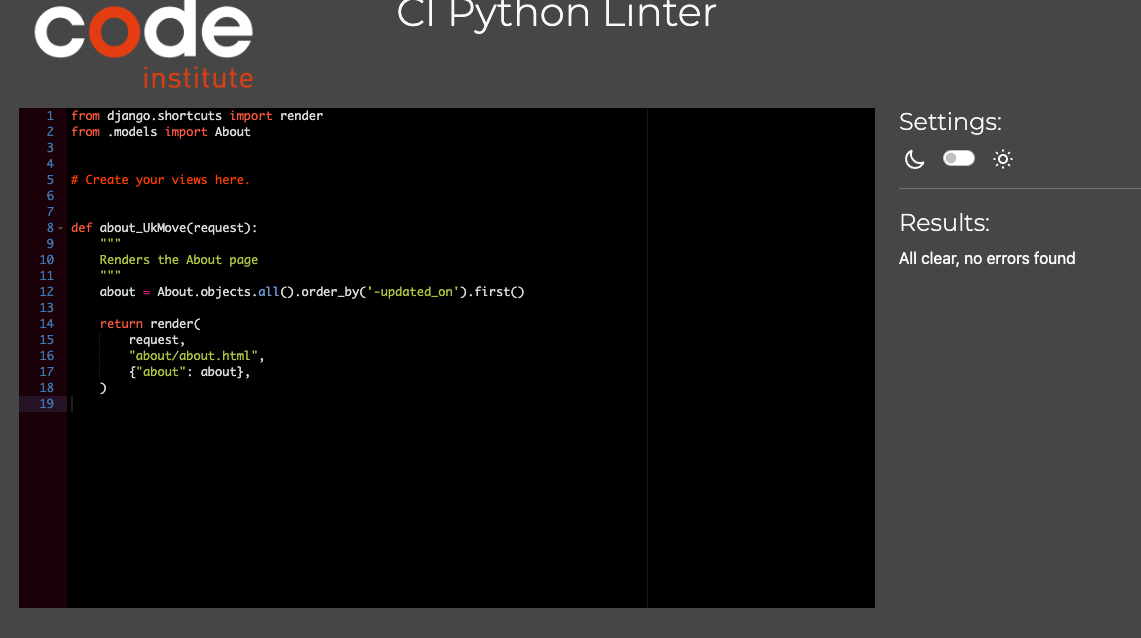 code
institute
CI Python Linter
1 from django.shortcuts import render
2 from .models import About
3
4
5 # Create your views here.
6
7
8 def about_UkMove(request):
9     """
10     Renders the About page
11     """
12     about = About.objects.all().order_by('-updated_on').first()
13
14     return render(
15         request,
16         "about/about.html",
17         {"about": about},
18     )
19
Settings:
Results:
All clear, no errors found